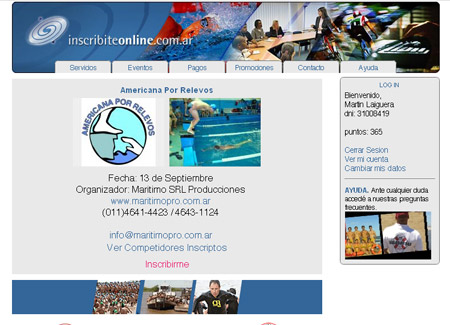 inscribiteonline.com.ar
Servicios Eventos Pagos Promociones Contacto Ayuda
Americana Por Relevos
AMERICANA POR RELEVOS
Fecha: 13 de Septiembre
Organizador: Maritimo SRL Producciones
www.maritimopro.com.ar
(011)4641-4423 /4643-1124
info@maritimopro.com.ar
Ver Competidores Inscriptos
Inscribirme
LOG IN
Bienvenido,
Martin Laiguera
dni: 31008419
puntos: 365
Cerrar Sesion
Ver mi cuenta
Cambiar mis datos
AYUDA. Ante cualquier duda
accedé a nuestras preguntas
frecuentes.